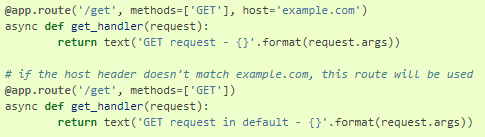 @app.route('/get', methods=['GET'], host='example.com')
async def get_handler(request):
        return text('GET request - {}'.format(request.args))

# if the host header doesn't match example.com, this route will be used
@app.route('/get', methods=['GET'])
async def get_handler(request):
        return text('GET request in default - {}'.format(request.args))